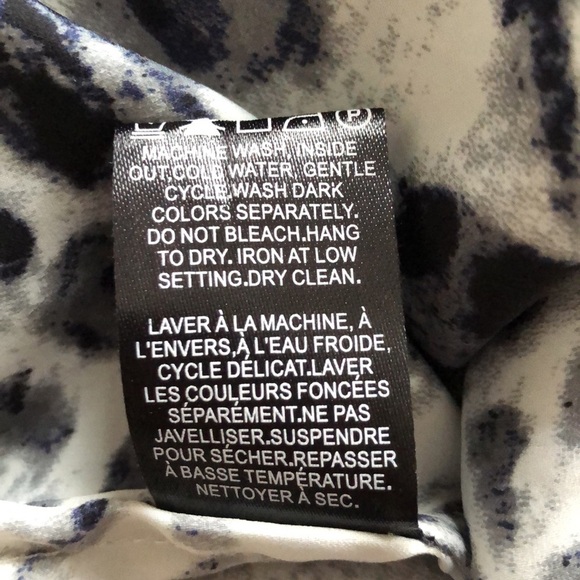 P
MACHINE WASH INSIDE
OUT.COLD WATER. GENTLE
CYCLE.WASH DARK
COLORS SEPARATELY.
DO NOT BLEACH.HANG
TO DRY. IRON AT LOW
SETTING.DRY CLEAN.
LAVER À LA MACHINE, À
L'ENVERS,À L'EAU FROIDE,
CYCLE DÉLICAT.LAVER
LES COULEURS FONCÉES
SÉPARÉMENT.NE PAS
JAVELLISER.SUSPENDRE
POUR SÉCHER.REPASSER
À BASSE TEMPÉRATURE.
NETTOYER À SEC.